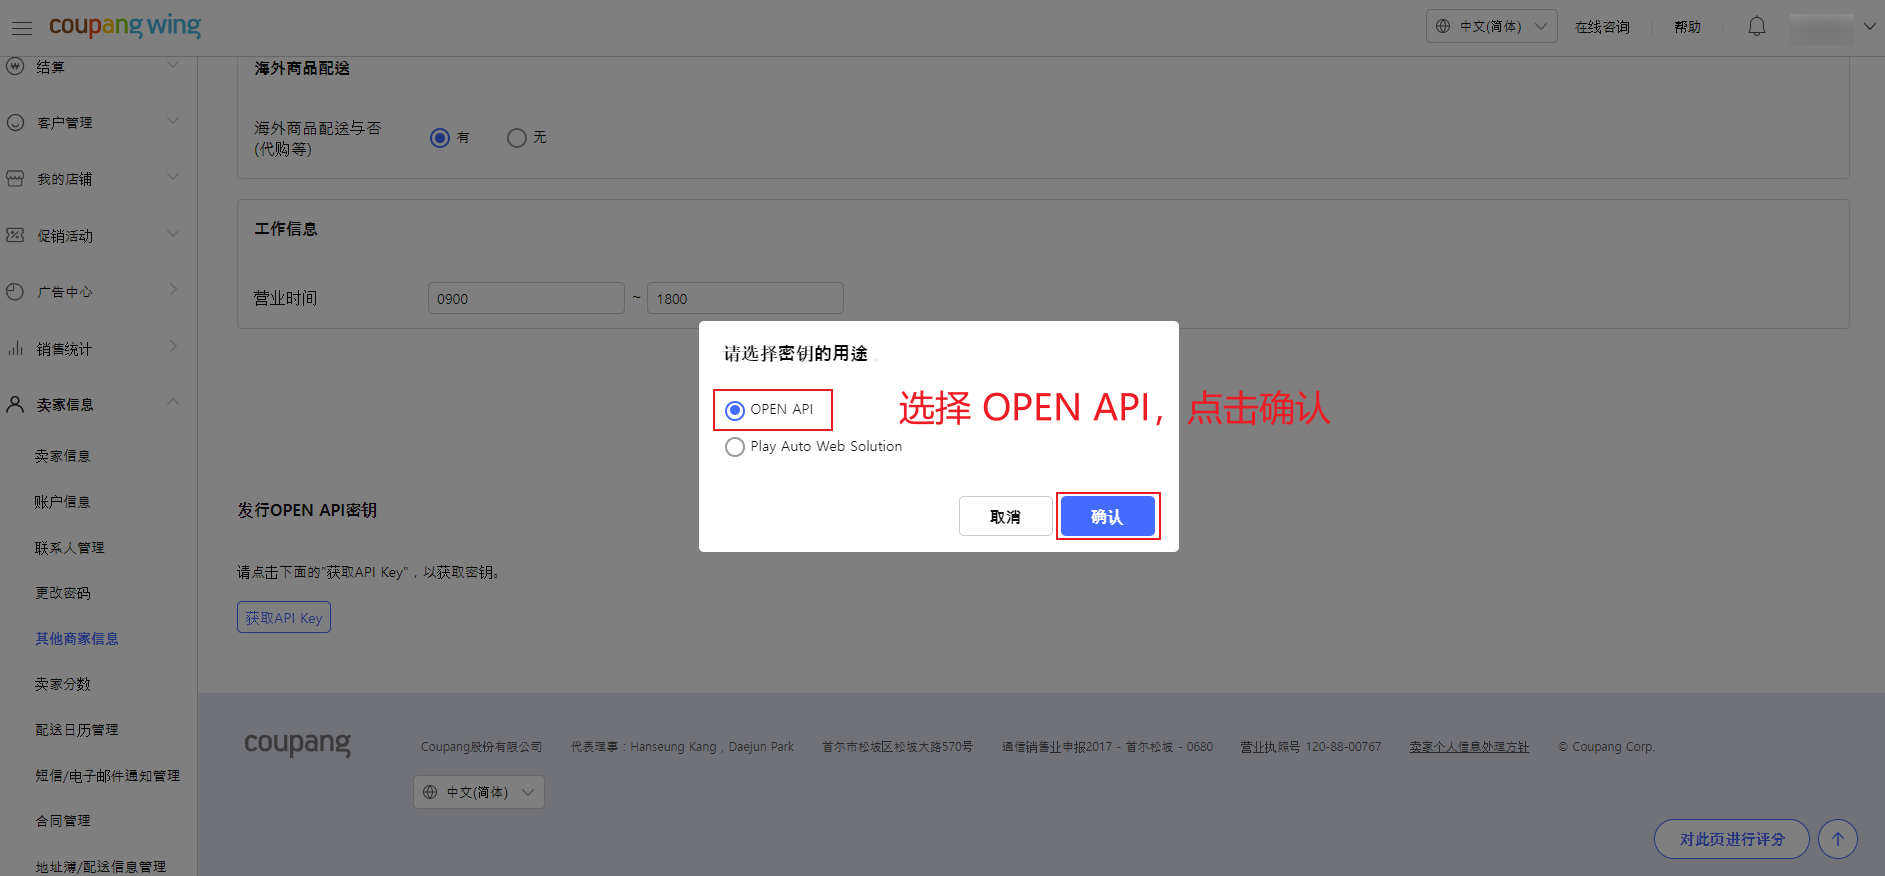 coupang wing
中文(简体)
在线咨询
帮助
结算
客户管理
我的店铺
促销活动
广告中心
销售统计
卖家信息
卖家信息
账户信息
联系人管理
更改密码
其他商家信息
卖家分数
配送日历管理
短信/电子邮件通知管理
合同管理
地址薄/配送信息管理
海外商品配送
海外商品配送与否
(代购等)
有
无
工作信息
营业时间
0900
~
1800
请选择密钥的用途
OPEN API
选择 OPEN API，点击确认
Play Auto Web Solution
取消
确认
发行OPEN API密钥
请点击下面的"获取API Key"，以获取密钥。
获取API Key
coupang
Coupang股份有限公司
代表理事 : Hanseung Kang , Daejun Park
首尔市松坡区松坡大路570号
通信销售业申报2017 - 首尔松坡 - 0680
营业执照号 120-88-00767
卖家个人信息处理方针
© Coupang Corp.
中文(简体)
对此页进行评分